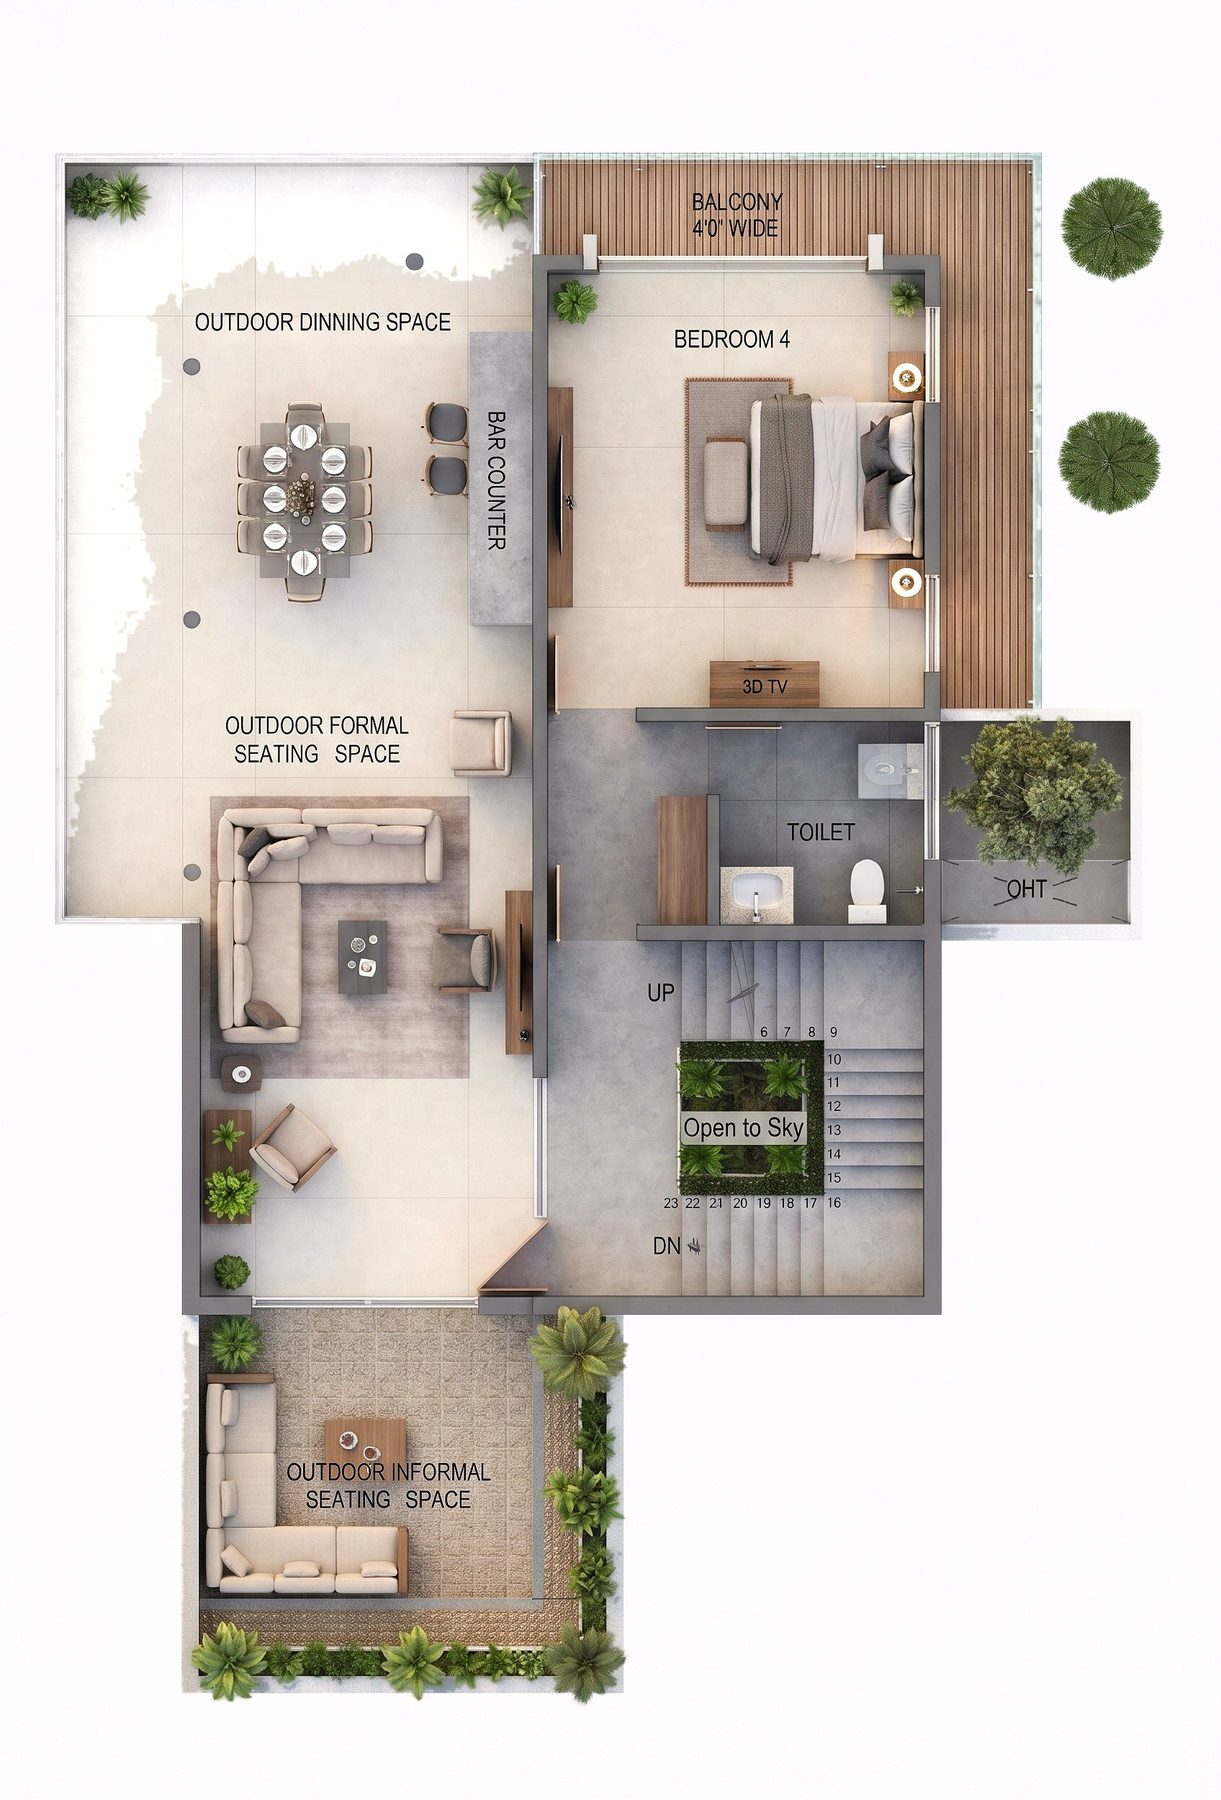 BALCONY
4'0" WIDE
OUTDOOR DINNING SPACE
BEDROOM 4
BAR COUNTER
3D TV
OUTDOOR FORMAL
SEATING SPACE
TOILET
OHT
UP
6 7 8 9
10
11
12
13
14
15
Open to Sky
23 22 21 20 19 18 17 16
DN
OUTDOOR INFORMAL
SEATING SPACE